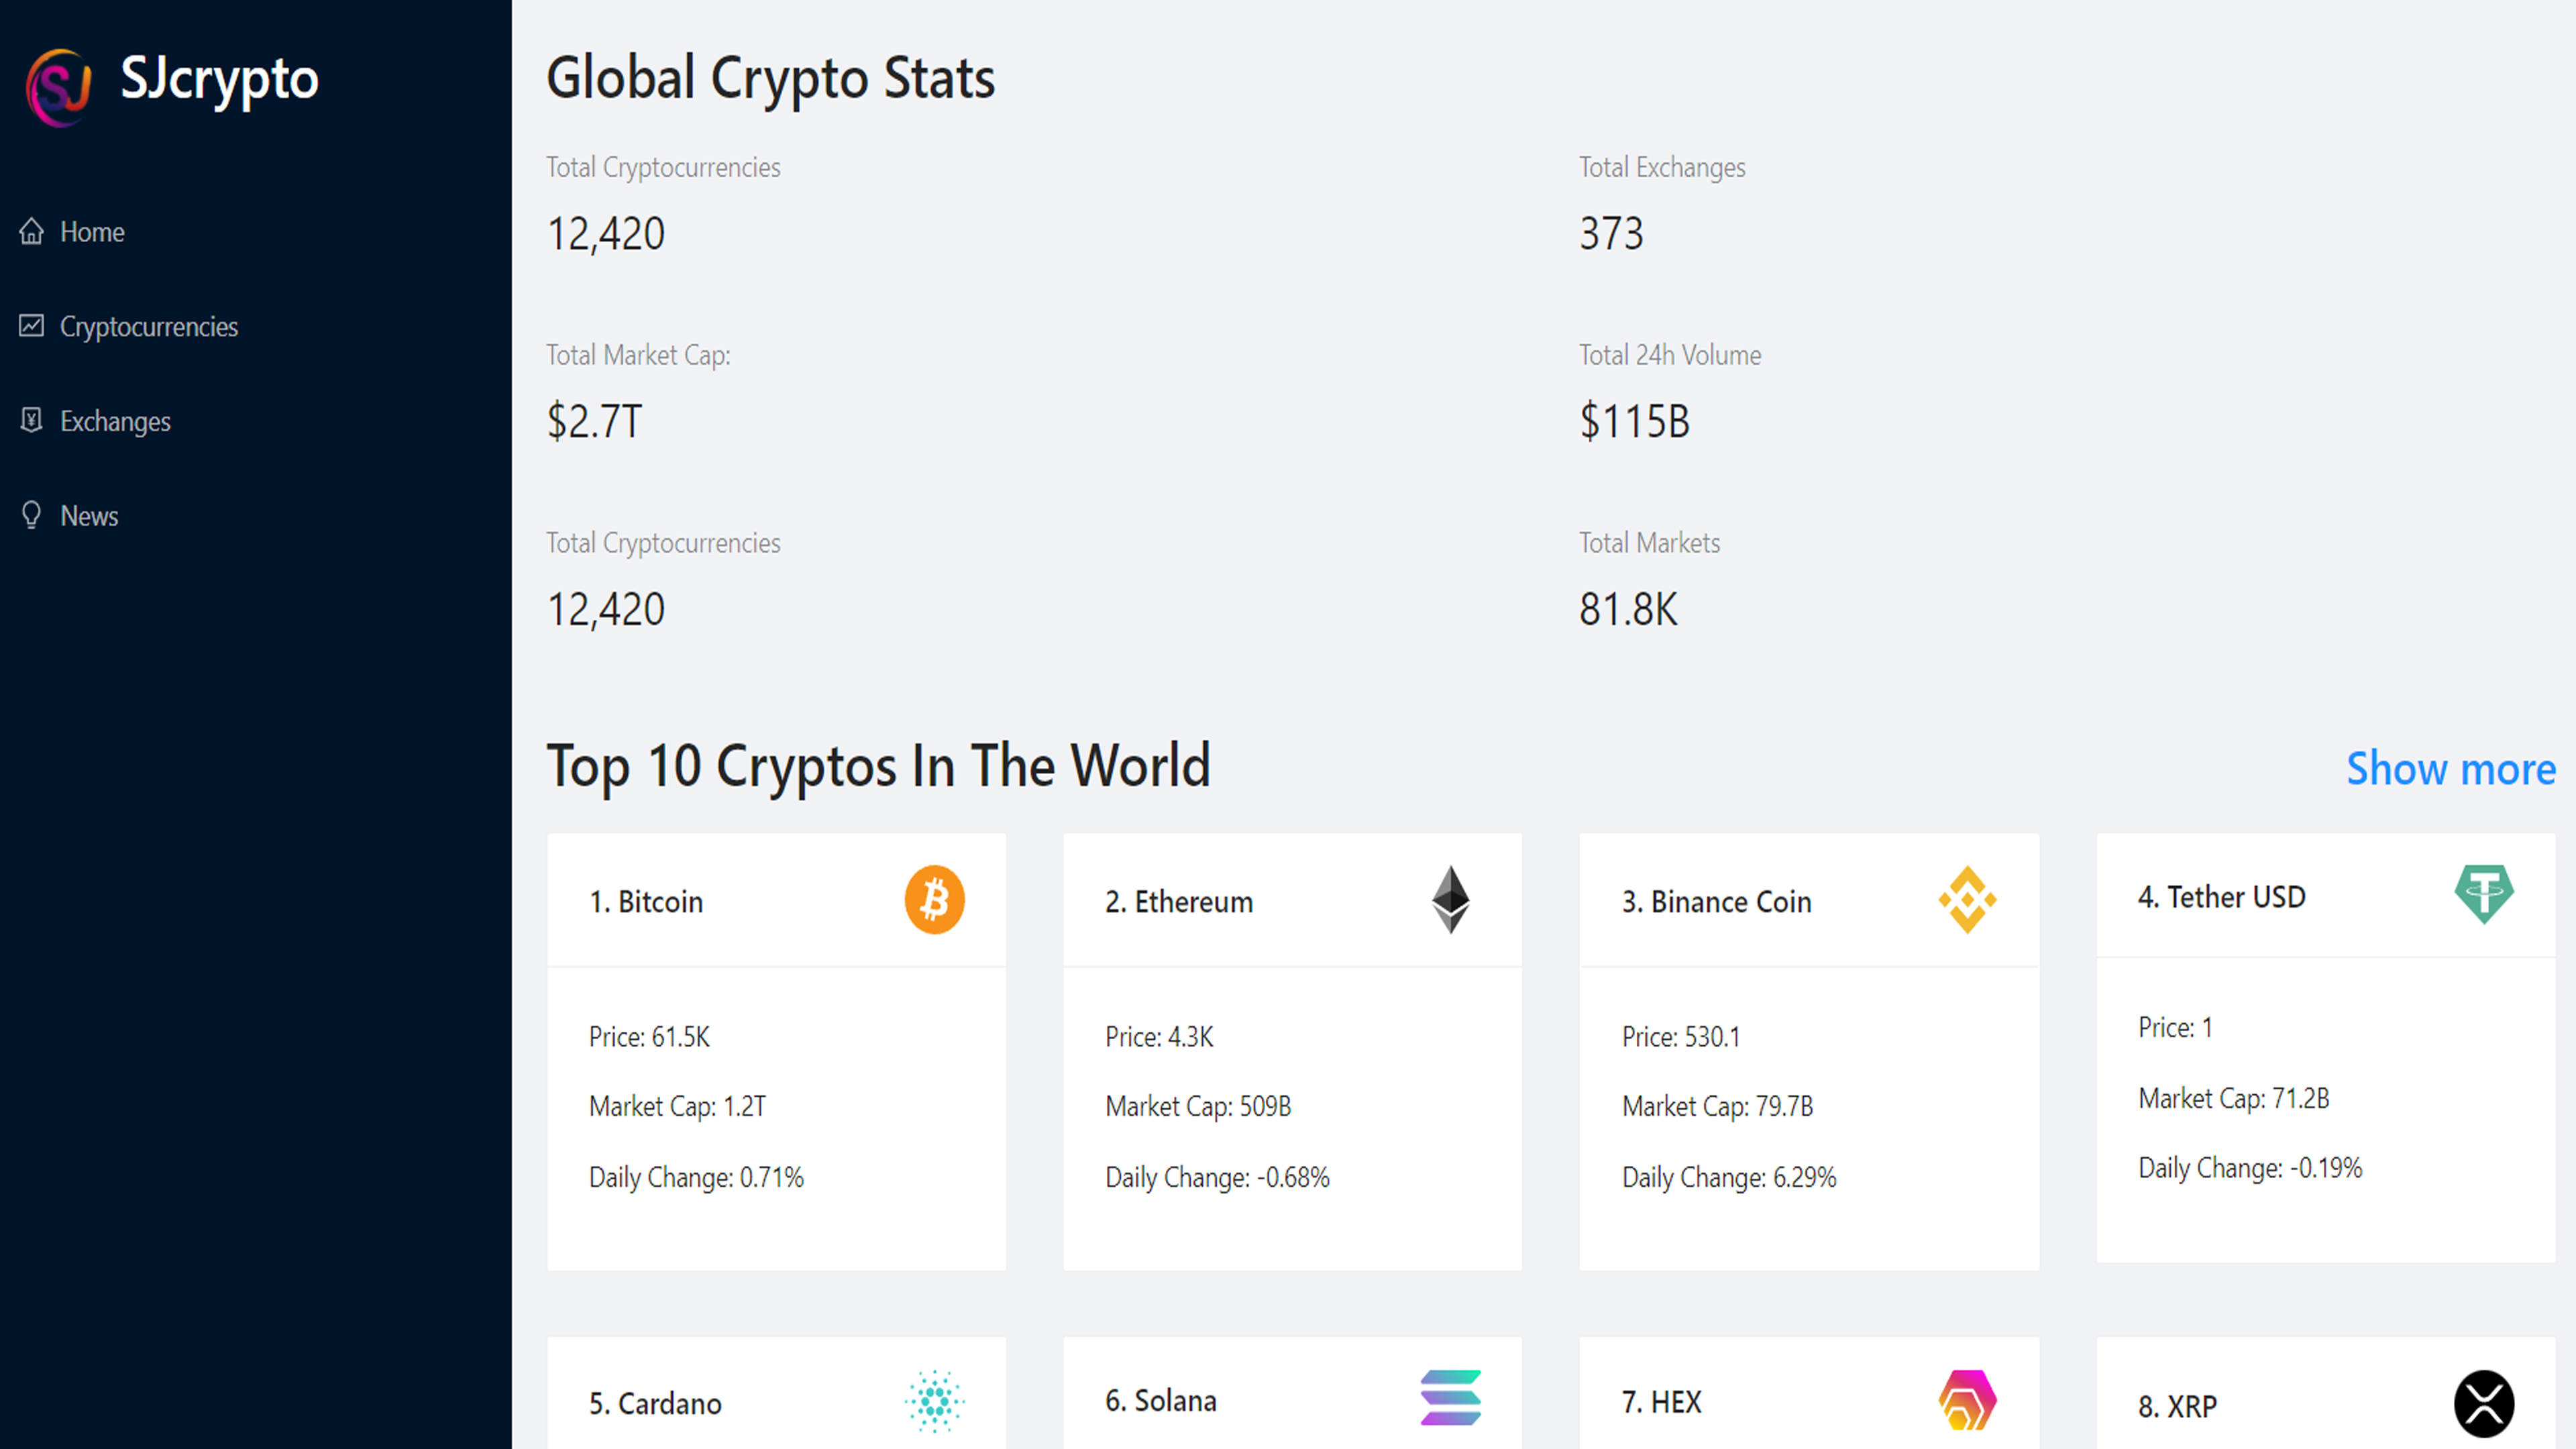 SJ SJcrypto
Home
Cryptocurrencies
Exchanges
News
Global Crypto Stats
Total Cryptocurrencies
12,420
Total Exchanges
373
Total Market Cap:
$2.7T
Total 24h Volume
$115B
Total Cryptocurrencies
12,420
Total Markets
81.8K
Top 10 Cryptos In The World
Show more
1. Bitcoin
Price: 61.5K
Market Cap: 1.2T
Daily Change: 0.71%
2. Ethereum
Price: 4.3K
Market Cap: 509B
Daily Change: -0.68%
3. Binance Coin
Price: 530.1
Market Cap: 79.7B
Daily Change: 6.29%
4. Tether USD
Price: 1
Market Cap: 71.2B
Daily Change: -0.19%
5. Cardano
6. Solana
7. HEX
8. XRP